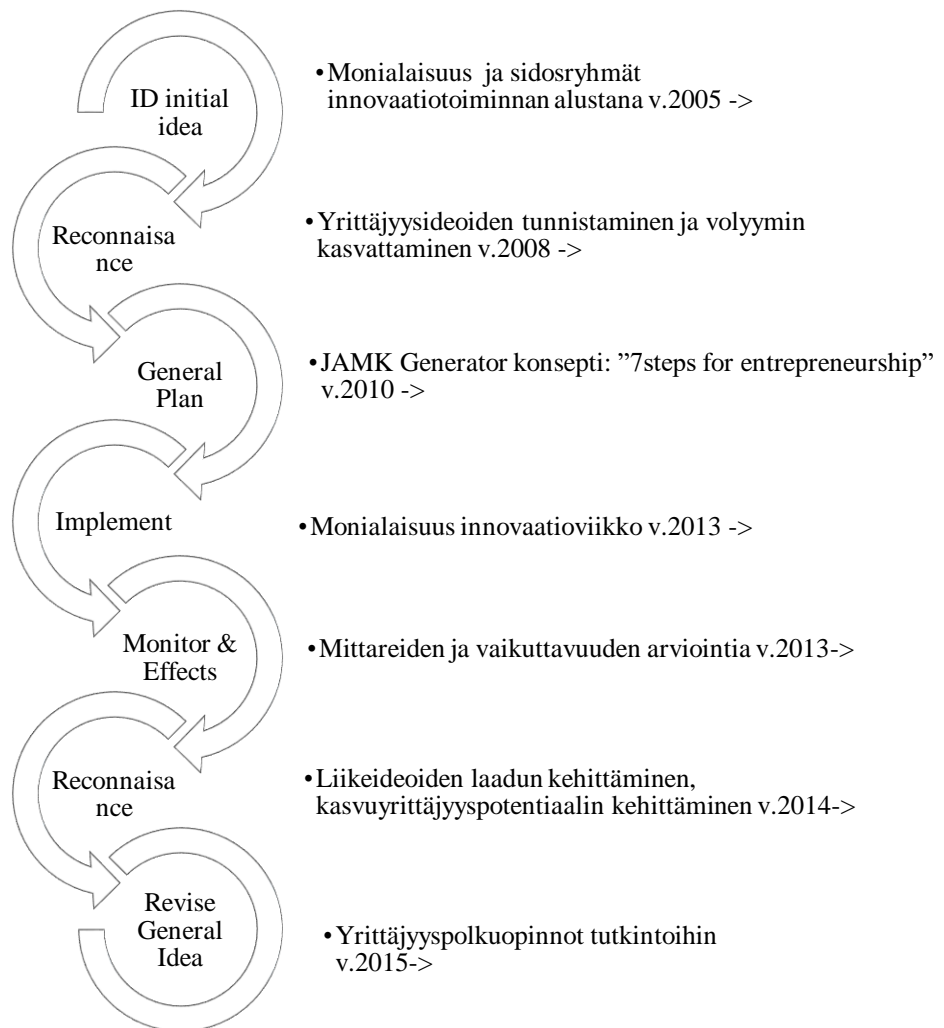 ID initial
idea
• Monialaisuus ja sidosryhmät
innovaatiotoiminnan alustana v.2005 ->
Reconnaisa
nce
• Yrittäjyysideoiden tunnistaminen ja volyymin
kasvattaminen v.2008 ->
General
Plan
• JAMK Generator konsepti: ”7steps for entrepreneurship”
v.2010 ->
Implement
• Monialaisuus innovaatioviikko v.2013 ->
Monitor &
Effects
• Mittareiden ja vaikuttavuuden arviointia v.2013->
Reconnaisa
nce
• Liikeideoiden laadun kehittäminen,
kasvuyrittäjyyspotentiaalin kehittäminen v.2014->
Revise
General
Idea
• Yrittäjyyspolkuopinnot tutkintoihin
v.2015->